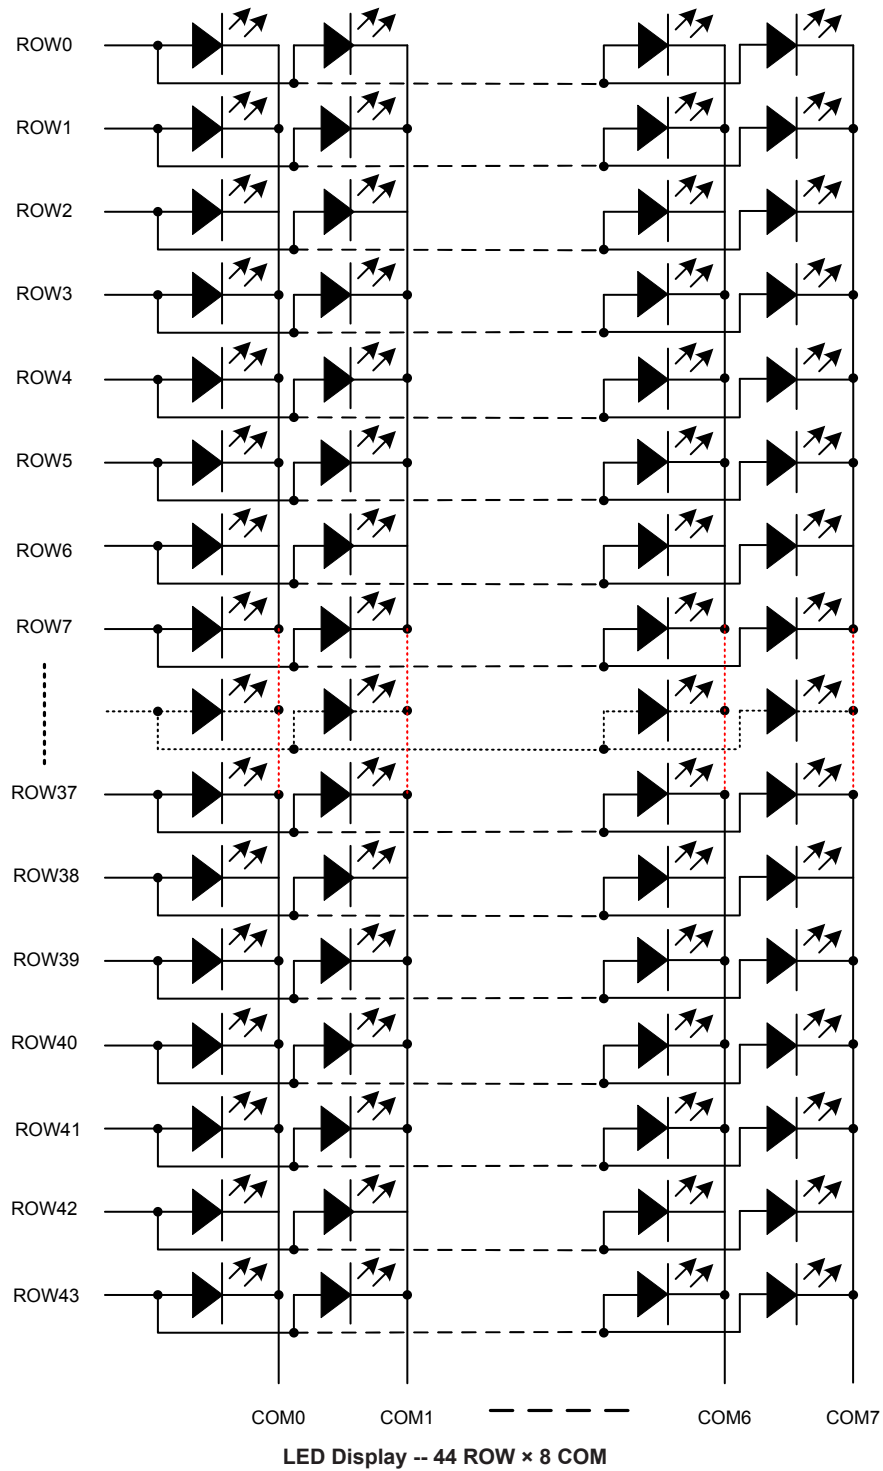 ROW0
ROW1
ROW2
ROW3
ROW4
ROW5
ROW6
ROW7
ROW37
ROW38
ROW39
ROW40
ROW41
ROW42
ROW43
COM0 COM1 COM6 COM7
LED Display -- 44 ROW × 8 COM